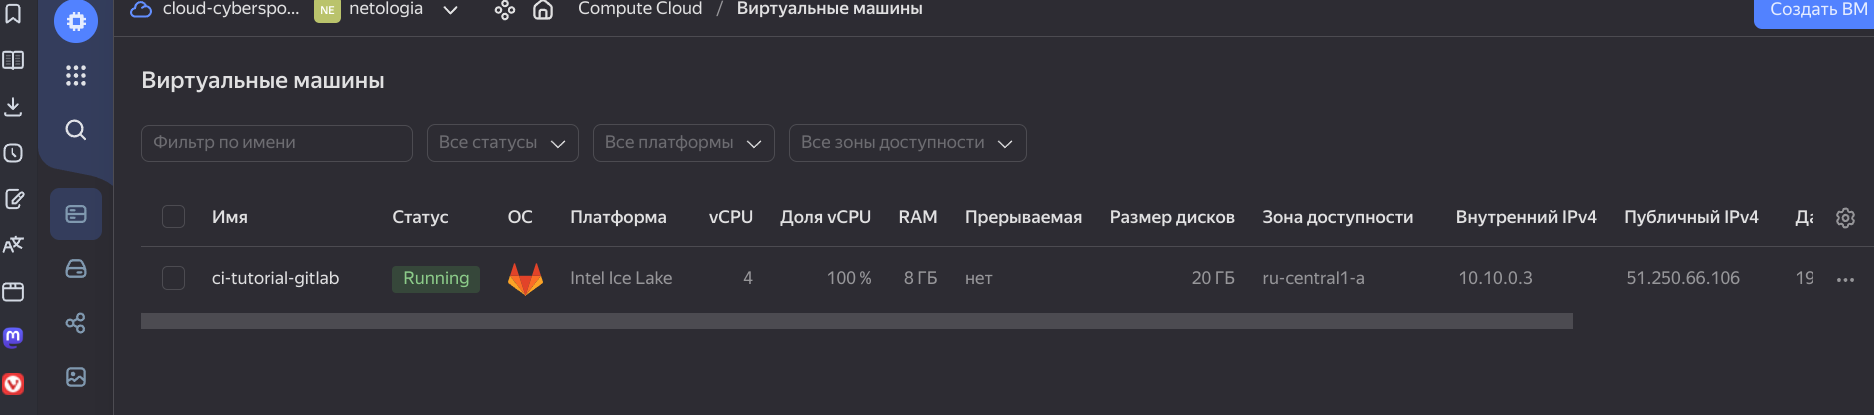 cloud-cyberspo... NE netologia Compute Cloud / Виртуальные машины Создать ВМ
Виртуальные машины
Фильтр по имени Все статусы Все платформы Все зоны доступности
Имя Статус ОС Платформа vCPU Доля vCPU RAM Прерываемая Размер дисков Зона доступности Внутренний IPv4 Публичный IPv4
ci-tutorial-gitlab Running Intel Ice Lake 4 100 % 8 ГБ нет 20 ГБ ru-central1-a 10.10.0.3 51.250.66.106 19